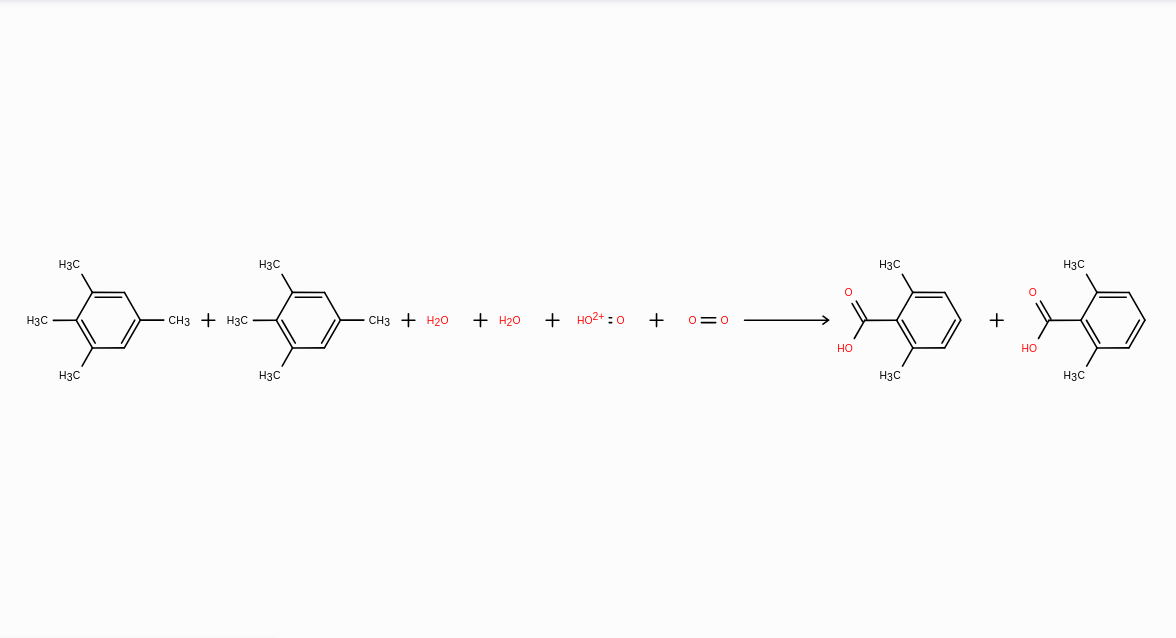 H3C H3C H3C H3C
O O
H3C CH3 + H3C CH3 + H2O + H2O + HO2+ O + O O +
HO HO
H3C H3C H3C H3C